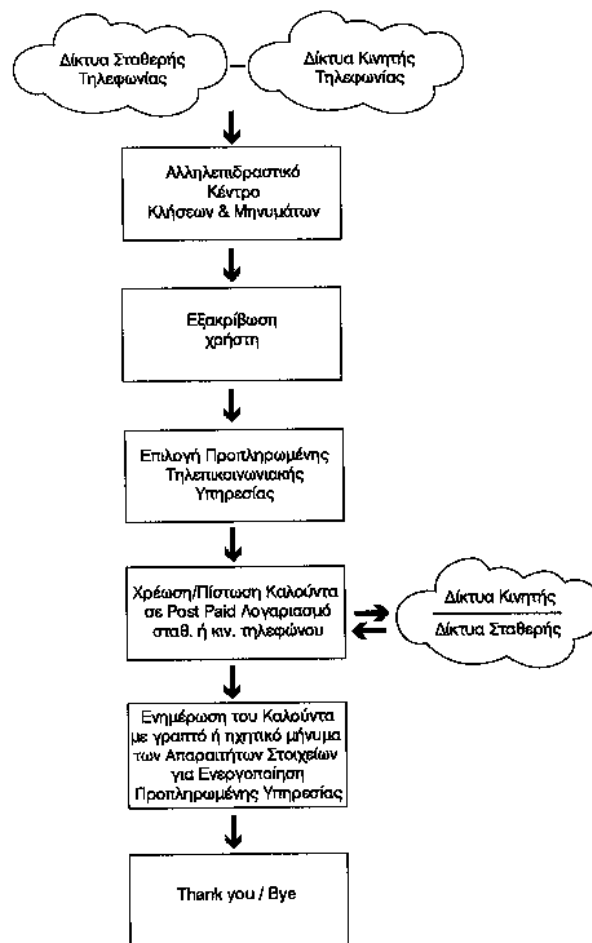 Δίκτυα Σταθερής
Τηλεφωνίας
Δίκτυα Κινητής
Τηλεφωνίας
Αλληλεπιδραστικό
Κέντρο
Κλήσεων & Μηνυμάτων
Εξακρίβωση
χρήστη
Επιλογή Προπληρωμένης
Τηλεπικοινωνιακής
Υπηρεσίας
Χρέωση/Πίστωση Καλούντα
σε Post Paid Λογαριασμό
σταθ. ή κιν. τηλεφώνου
Δίκτυα Κινητής
Δίκτυα Σταθερής
Ενημέρωση του Καλούντα
με γραπτό ή ηχητικό μήνυμα
των Απαραιτήτων Στοιχείων
για Ενεργοποίηση
Προπληρωμένης Υπηρεσίας
Thank you / Bye